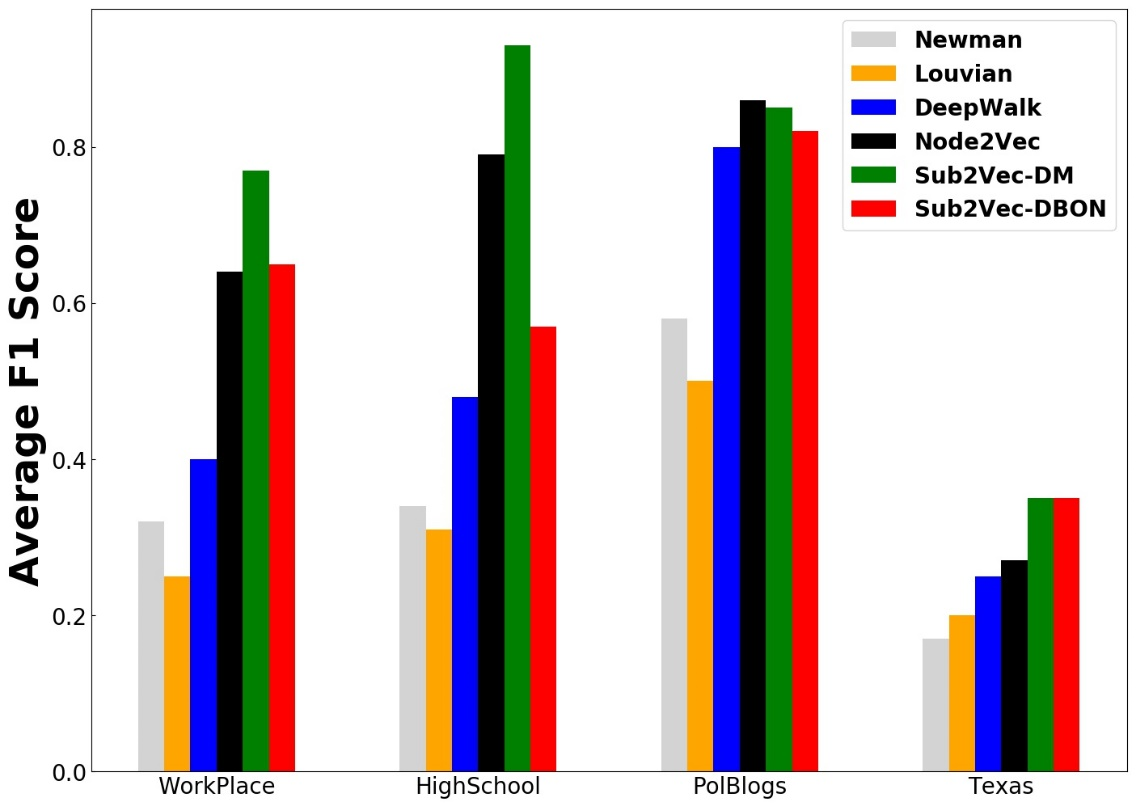 Average F1 Score
0.8
0.6
0.4
0.2
0.0
WorkPlace
HighSchool
PolBlogs
Texas
Newman
Louvian
DeepWalk
Node2Vec
Sub2Vec-DM
Sub2Vec-DBON